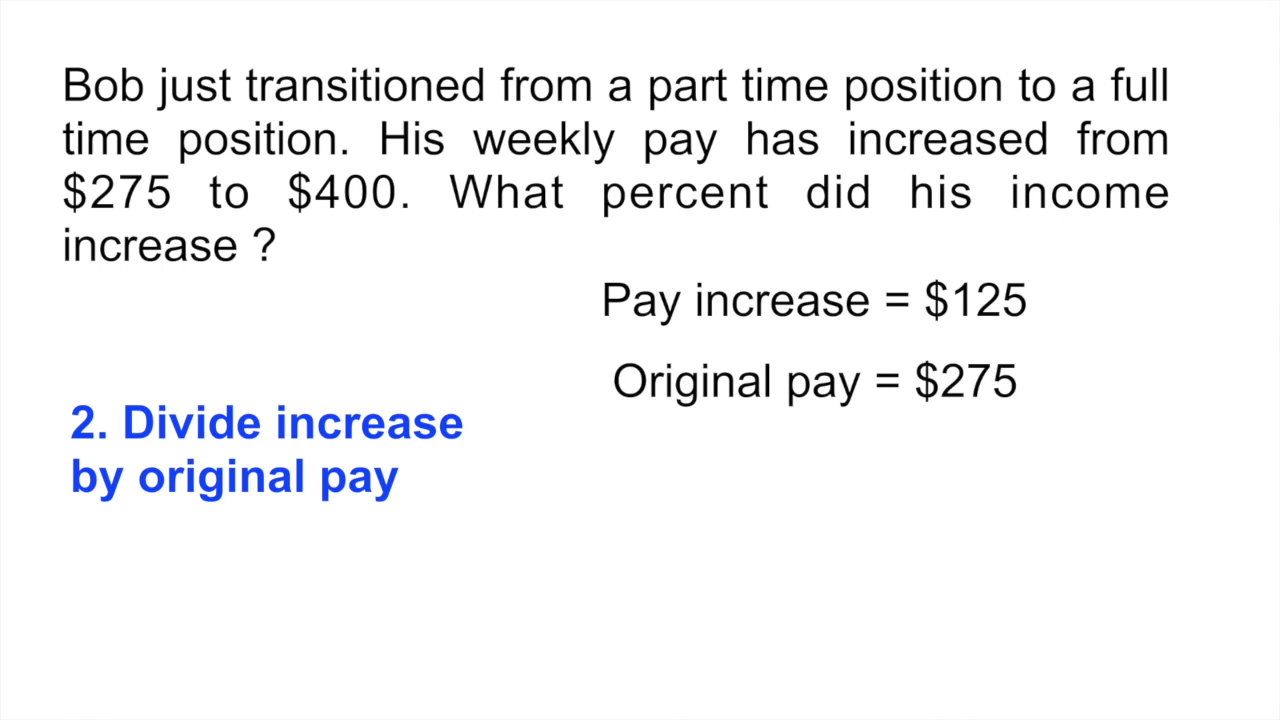 Bob just transitioned from a part time position to a full
time position. His weekly pay has increased from
$275 to $400. What percent did his income
increase ?
Pay increase = $125
Original pay = $275
2. Divide increase
by original pay